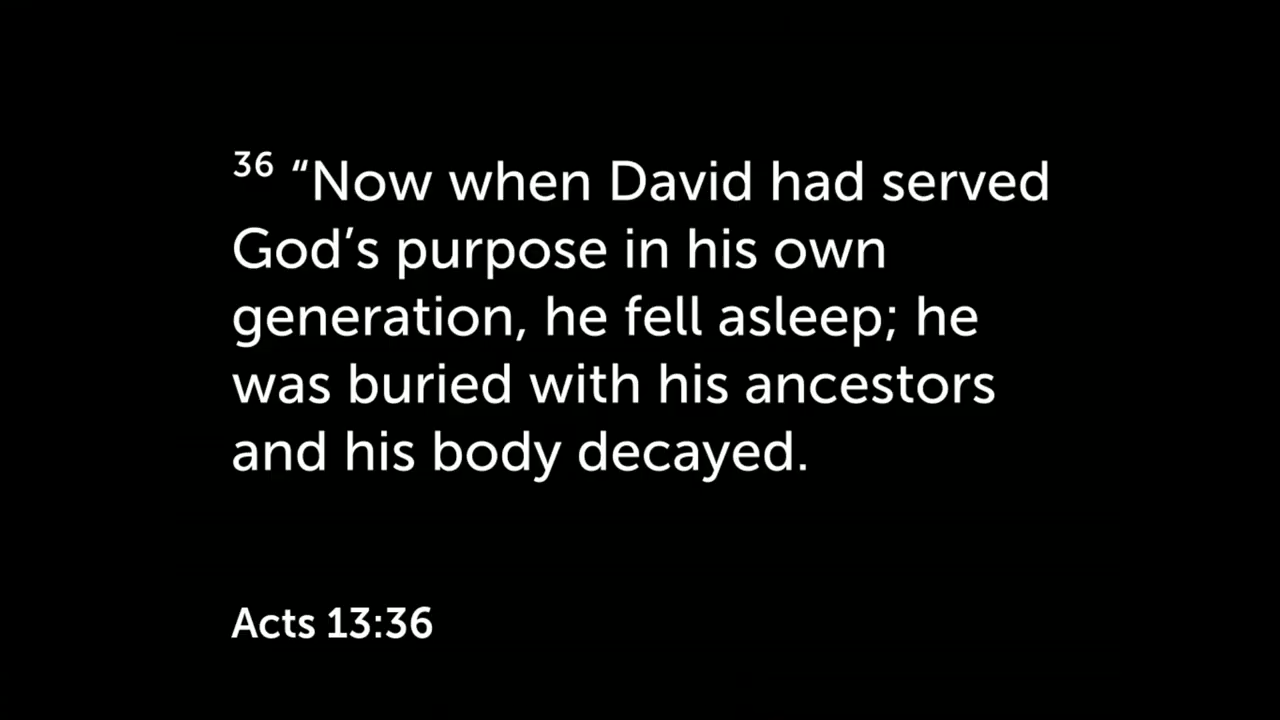 36 “Now when David had served
God’s purpose in his own
generation, he fell asleep; he
was buried with his ancestors
and his body decayed.
Acts 13:36